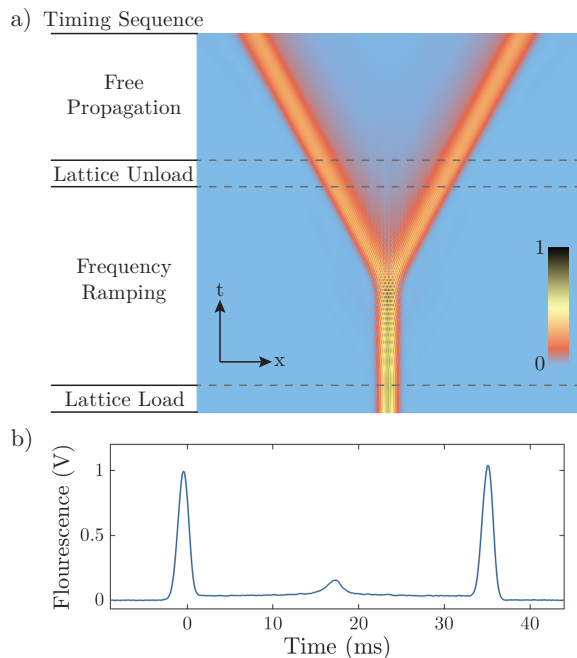 a) Timing Sequence
Free
Propagation
Lattice Unload
Frequency
Ramping
t
x
1
0
Lattice Load
b)
Flourescence (V)
1
0.5
0
0 10 20 30 40
Time (ms)